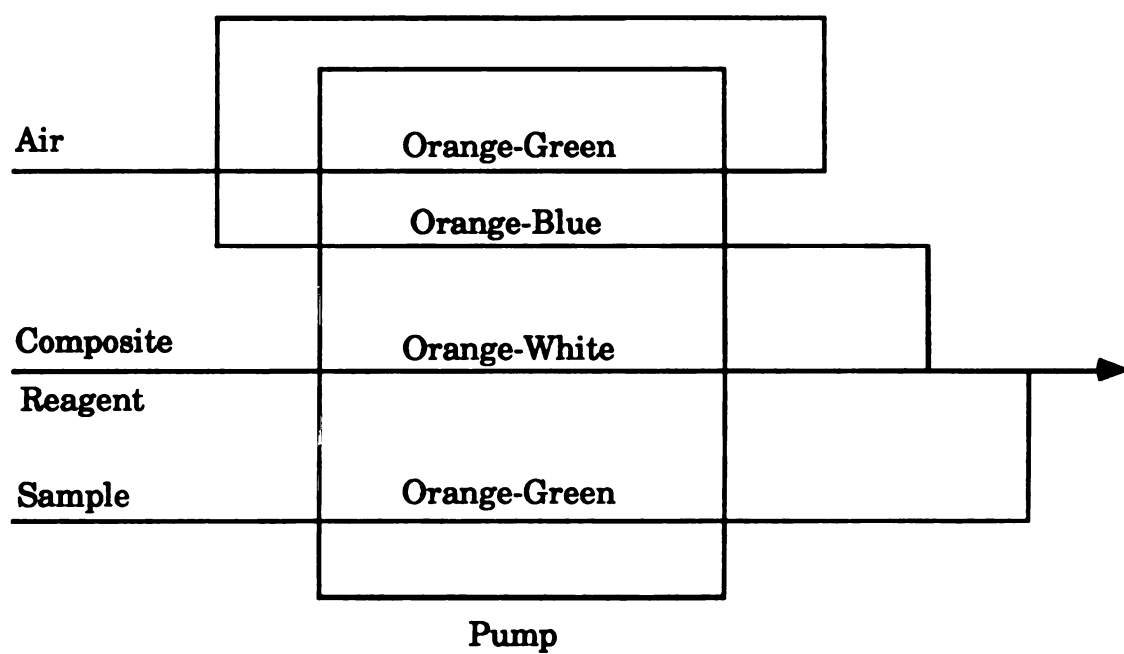 Air
Orange-Green
Orange-Blue
Composite
Orange-White
Reagent
Sample
Orange-Green
Pump